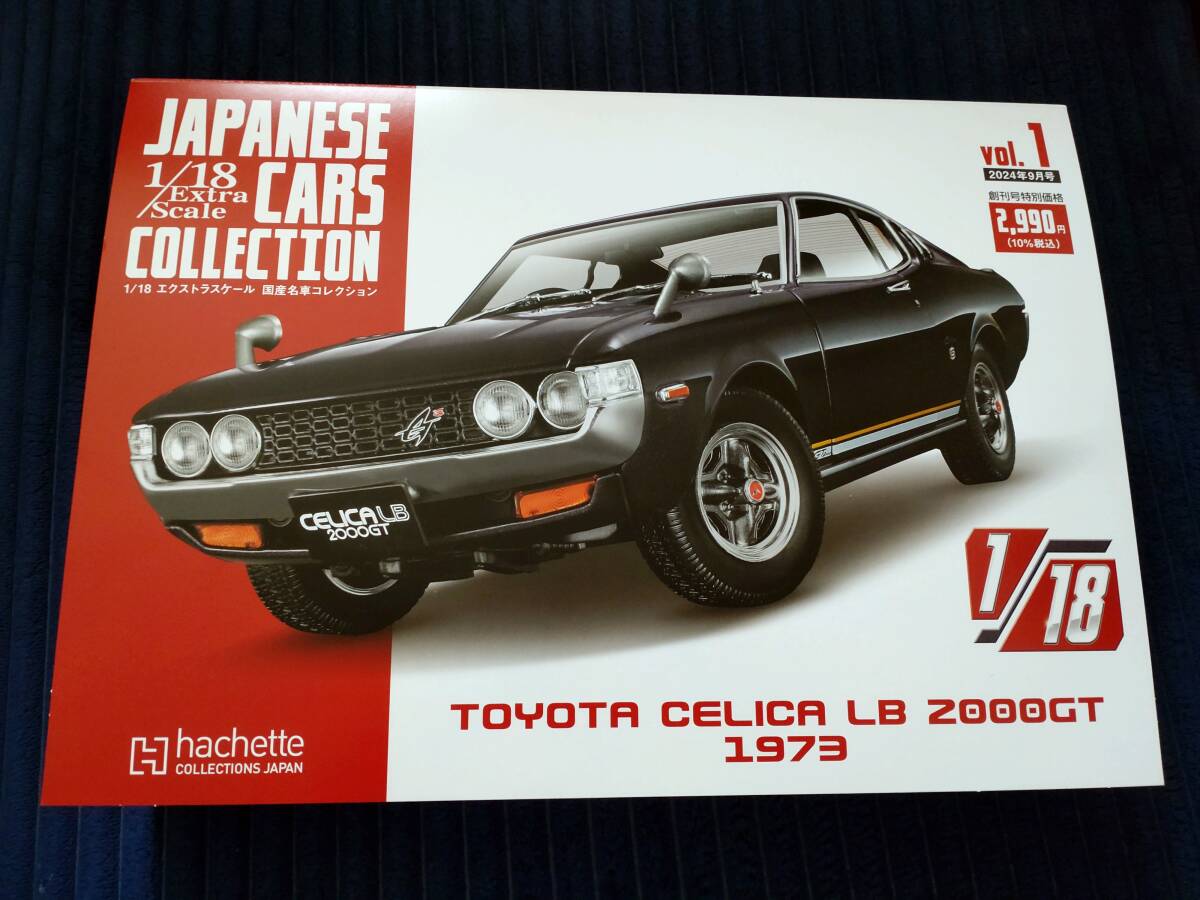 JAPANESE
1/18 Extra Scale CARS
COLLECTION
1/18 エクストラスケール 国産名車コレクション
vol.1
2024年9月号
創刊号特別価格
2,990円
(10%税込)
CELICA LB
2000GT
1/18
TOYOTA CELICA LB 2000GT
1973
hachette
COLLECTIONS JAPAN